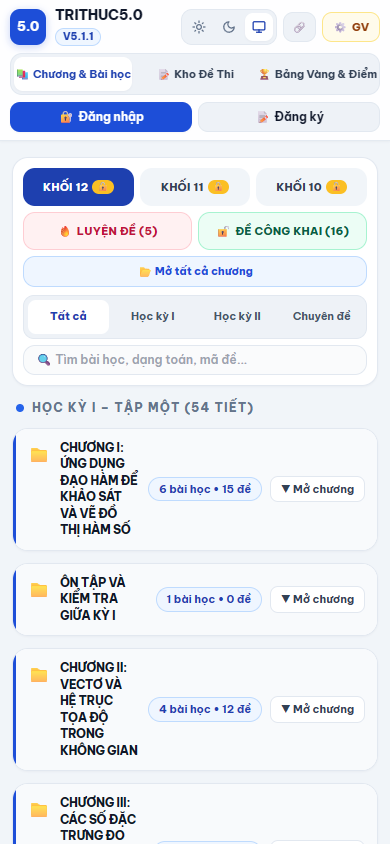 5.0
TRITHUC5.0
V5.1.1
GV
Chương & Bài học
Kho Đề Thi
Bảng Vàng & Điểm
Đăng nhập
Đăng ký
KHỐI 12
KHỐI 11
KHỐI 10
LUYỆN ĐỀ (5)
ĐỀ CÔNG KHAI (16)
Mở tất cả chương
Tất cả
Học kỳ I
Học kỳ II
Chuyên đề
Tìm bài học, dạng toán, mã đề...
HỌC KỲ I – TẬP MỘT (54 TIẾT)
CHƯƠNG I:
ỨNG DỤNG
ĐẠO HÀM ĐỂ
KHẢO SÁT
VÀ VẼ ĐỒ
THỊ HÀM SỐ
6 bài học • 15 đề
▼ Mở chương
ÔN TẬP VÀ
KIỂM TRA
GIỮA KỲ I
1 bài học • 0 đề
▼ Mở chương
CHƯƠNG II:
VECTƠ VÀ
HỆ TRỤC
TỌA ĐỘ
TRONG
KHÔNG GIAN
4 bài học • 12 đề
▼ Mở chương
CHƯƠNG III:
CÁC SỐ ĐẶC
TRƯNG ĐO